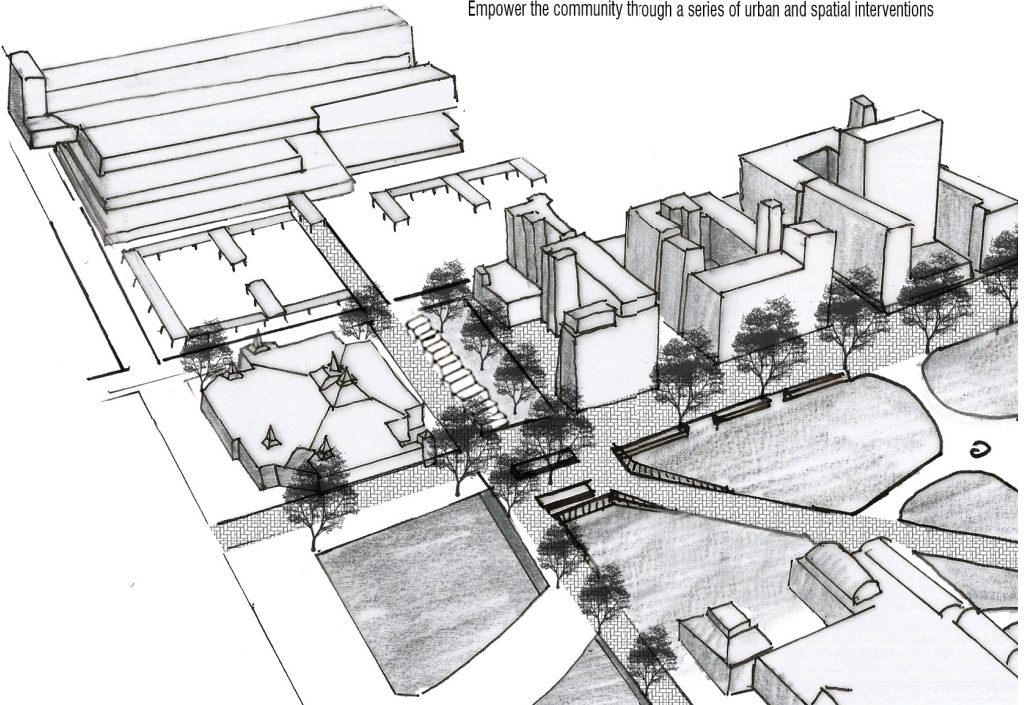 Empower the community through a series of urban and spatial interventions